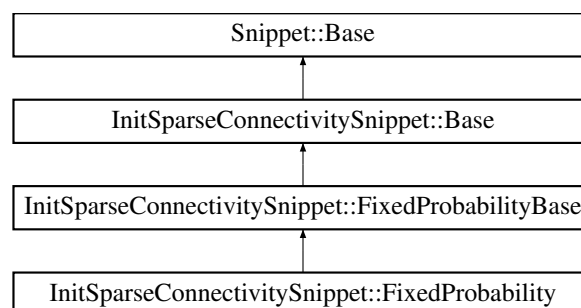 Snippet::Base
InitSparseConnectivitySnippet::Base
InitSparseConnectivitySnippet::FixedProbabilityBase
InitSparseConnectivitySnippet::FixedProbability